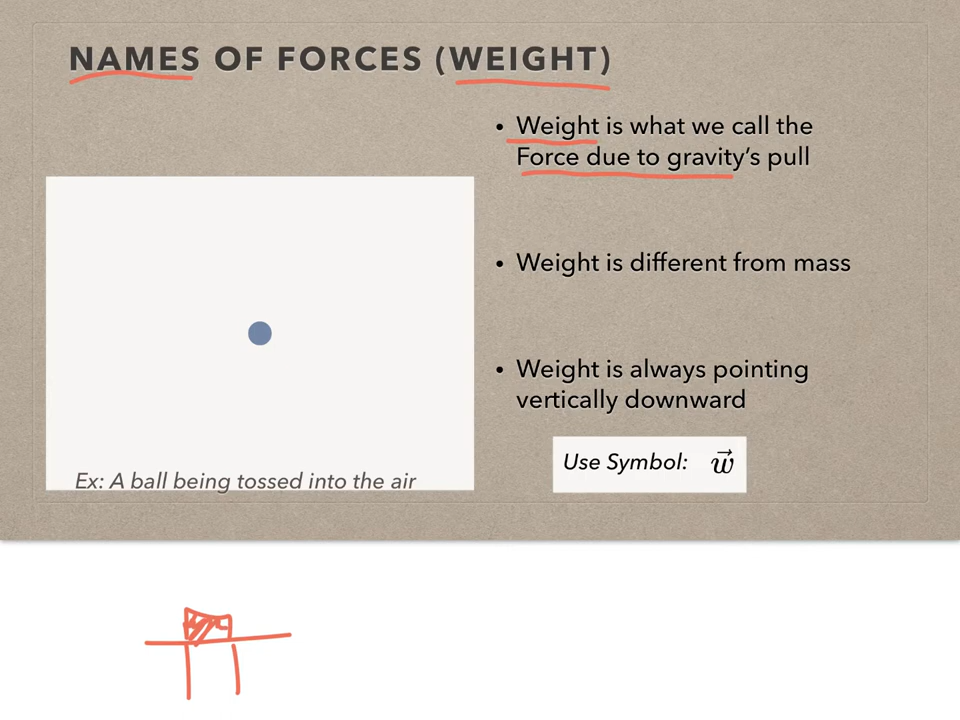 NAMES OF FORCES (WEIGHT)
• Weight is what we call the
Force due to gravity's pull
• Weight is different from mass
• Weight is always pointing
vertically downward
Use Symbol: w⃗
Ex: A ball being tossed into the air